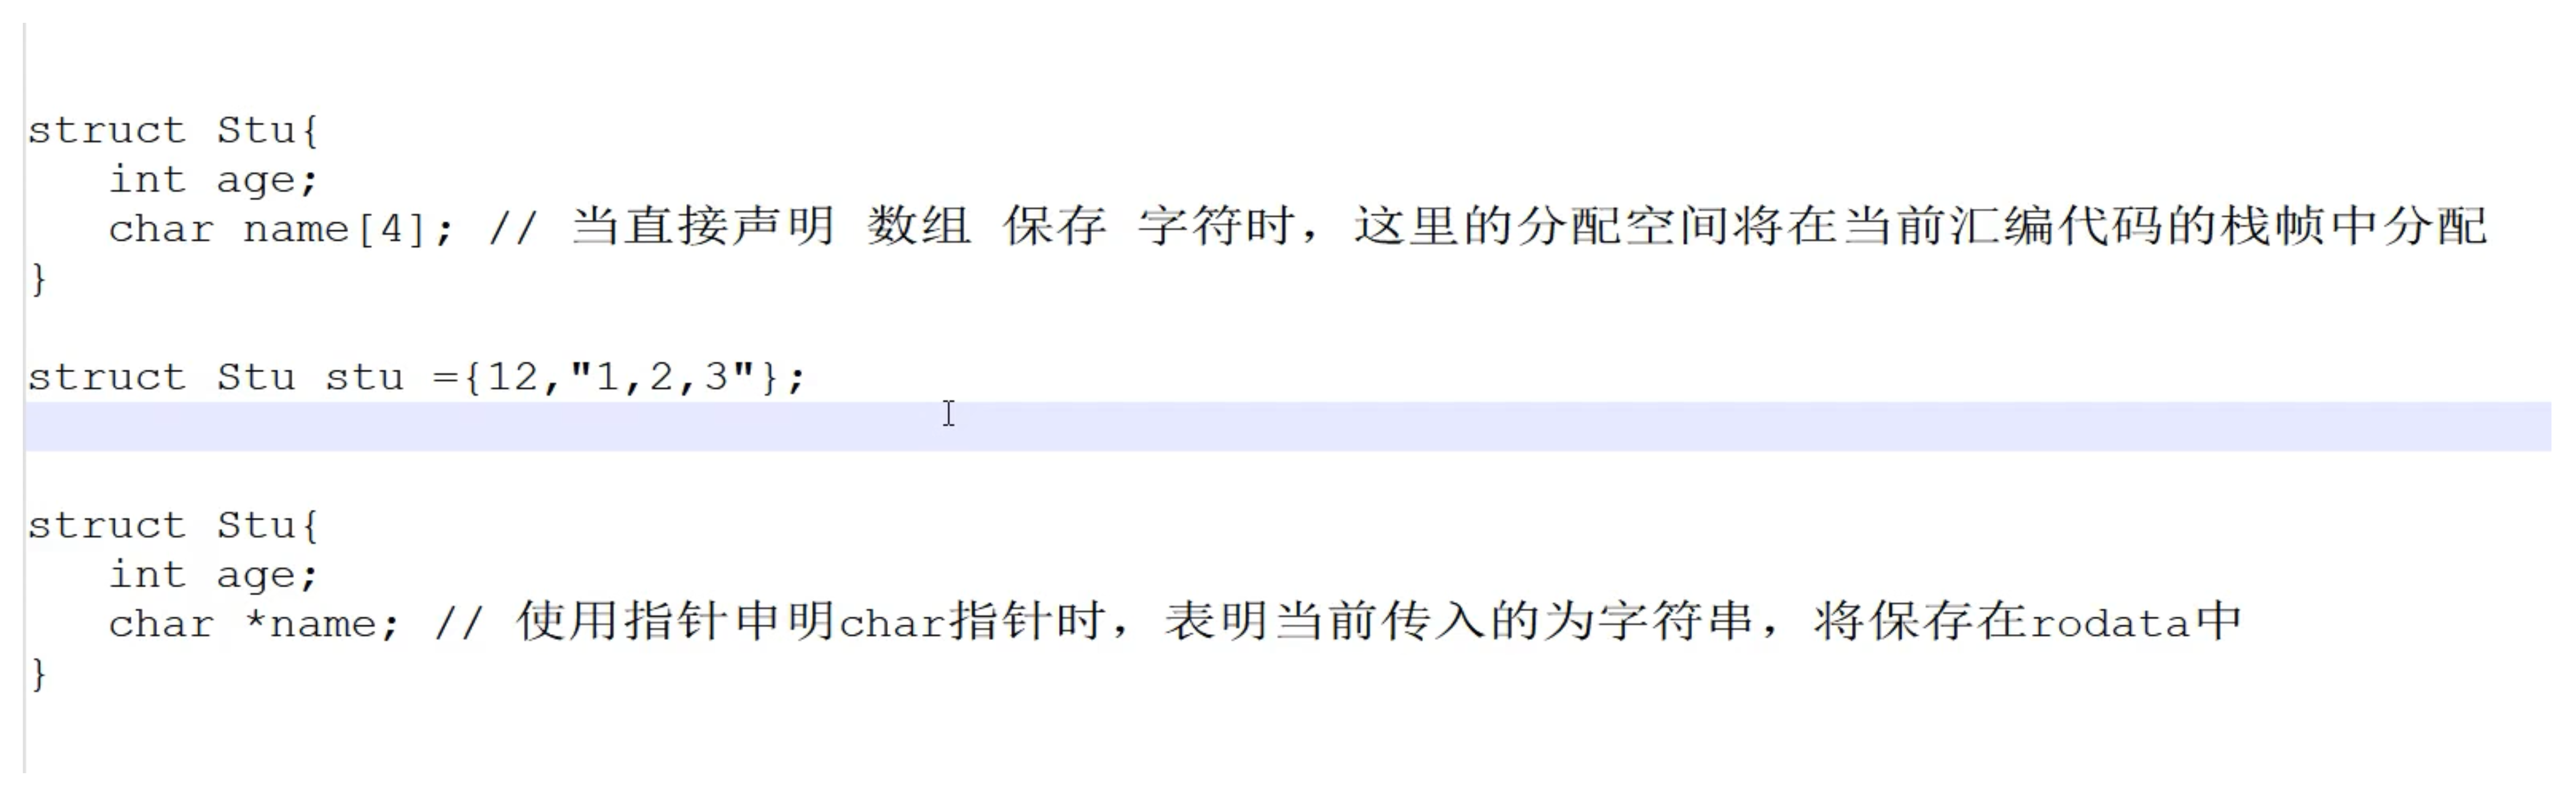 struct Stu{
int age;
char name[4]; // 当直接声明 数组 保存 字符时，这里的分配空间将在当前汇编代码的栈帧中分配
}
struct Stu stu ={12,"1,2,3"};
struct Stu{
int age;
char *name; // 使用指针申明char指针时，表明当前传入的为字符串，将保存在rodata中
}